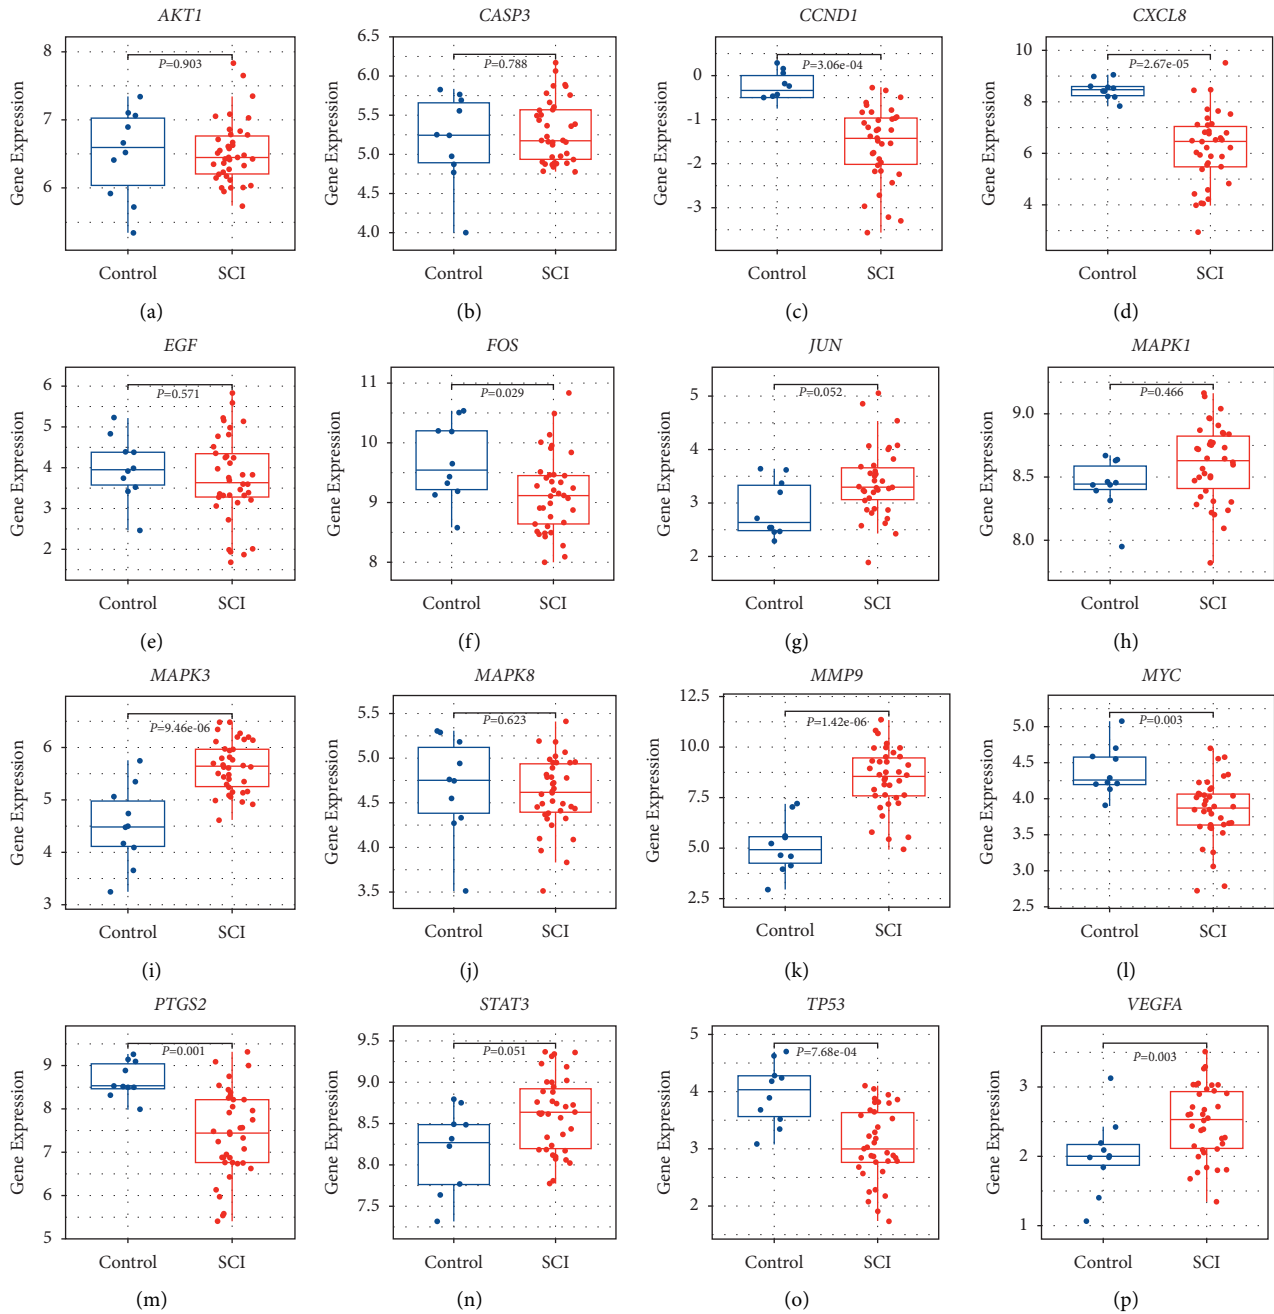 AKT1
8
7
6
Gene Expression
P=0.903
Control SCI
(a)
CASP3
6.5
6.0
5.5
5.0
4.5
4.0
Gene Expression
P=0.788
Control SCI
(b)
CCND1
0
-1
-2
-3
Gene Expression
P=3.06e-04
Control SCI
(c)
CXCL8
10
8
6
4
Gene Expression
P=2.67e-05
Control SCI
(d)
EGF
6
5
4
3
2
Gene Expression
P=0.571
Control SCI
(e)
FOS
11
10
9
8
Gene Expression
P=0.029
Control SCI
(f)
JUN
5
4
3
2
Gene Expression
P=0.052
Control SCI
(g)
MAPK1
9.0
8.5
8.0
Gene Expression
P=0.466
Control SCI
(h)
MAPK3
6
5
4
3
Gene Expression
P=9.46e-06
Control SCI
(i)
MAPK8
5.5
5.0
4.5
4.0
3.5
Gene Expression
P=0.623
Control SCI
(j)
MMP9
12.5
10.0
7.5
5.0
2.5
Gene Expression
P=1.42e-06
Control SCI
(k)
MYC
5.0
4.5
4.0
3.5
3.0
2.5
Gene Expression
P=0.003
Control SCI
(l)
PTGS2
9
8
7
6
5
Gene Expression
P=0.001
Control SCI
(m)
STAT3
9.5
9.0
8.5
8.0
7.5
Gene Expression
P=0.051
Control SCI
(n)
TP53
5
4
3
2
Gene Expression
P=7.68e-04
Control SCI
(o)
VEGFA
3
2
1
Gene Expression
P=0.003
Control SCI
(p)